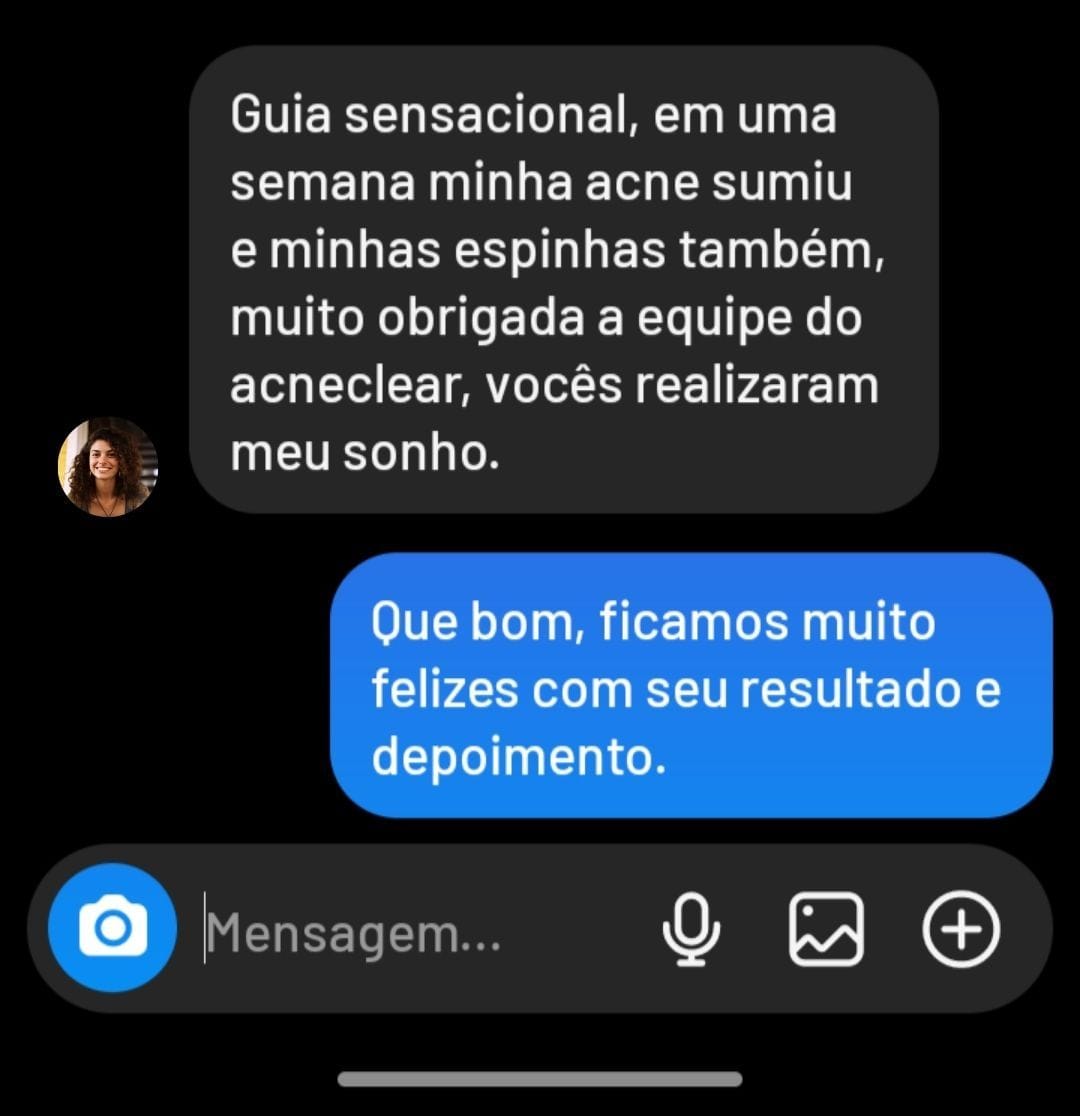 Guia sensacional, em uma
semana minha acne sumiu
e minhas espinhas também,
muito obrigada a equipe do
acneclear, vocês realizaram
meu sonho.
Que bom, ficamos muito
felizes com seu resultado e
depoimento.
Mensagem...